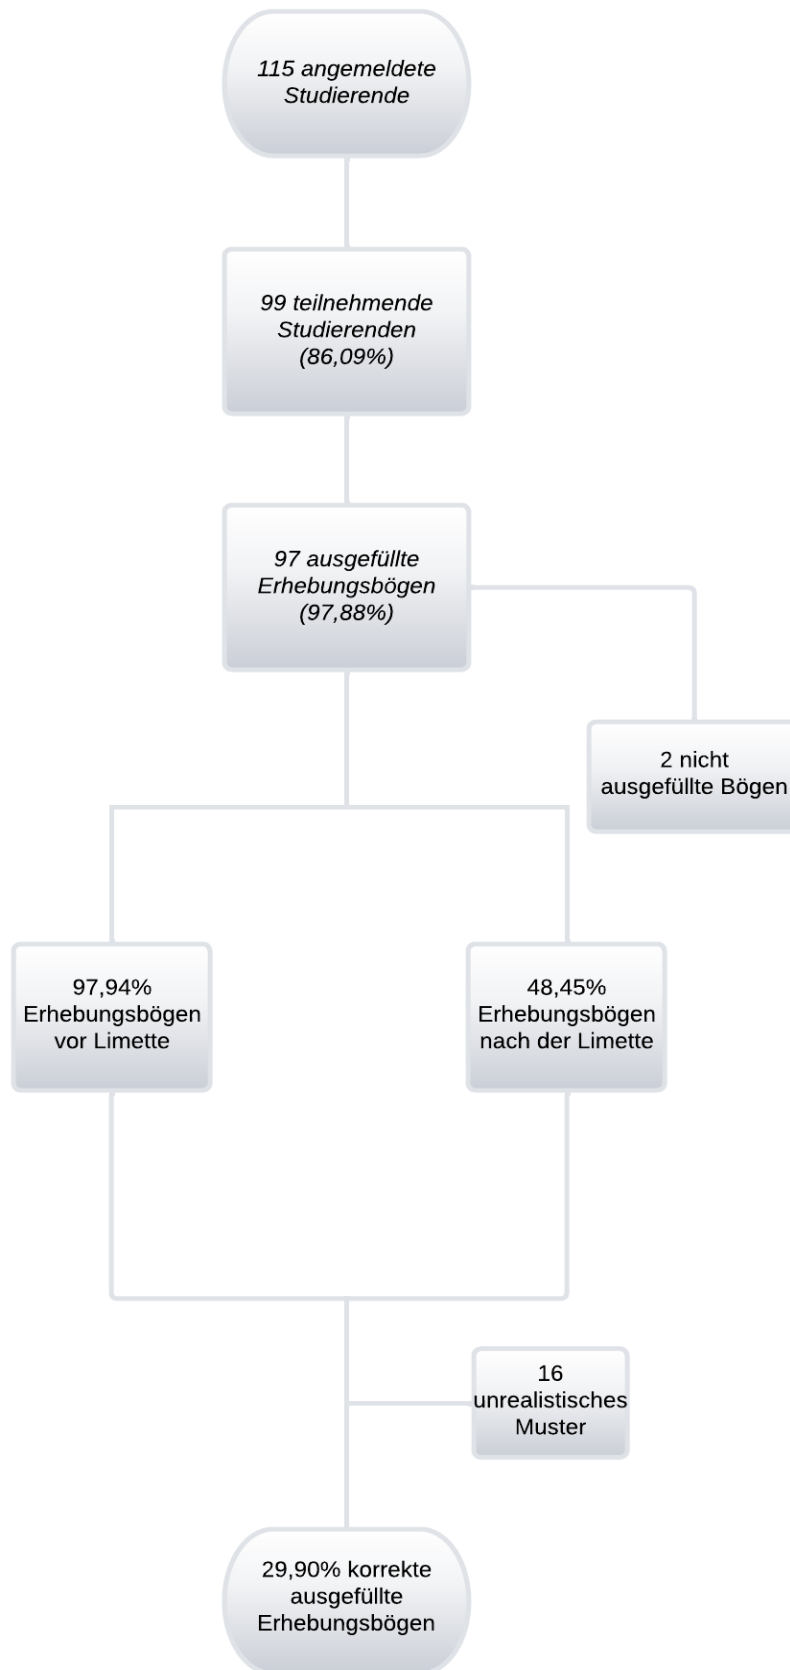 115 angemeldete
Studierende
99 teilnehmende
Studierenden
(86,09%)
97 ausgefüllte
Erhebungsbögen
(97,88%)
2 nicht
ausgefüllte Bögen
97,94%
Erhebungsbögen
vor Limette
48,45%
Erhebungsbögen
nach der Limette
16
unrealistisches
Muster
29,90% korrekte
ausgefüllte
Erhebungsbögen